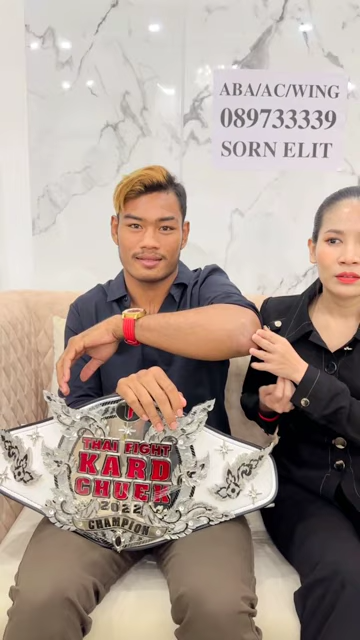 ABA/AC/WING
089733339
SORN ELIT
THAI FIGHT
KARD
CHUEK
2022
CHAMPION